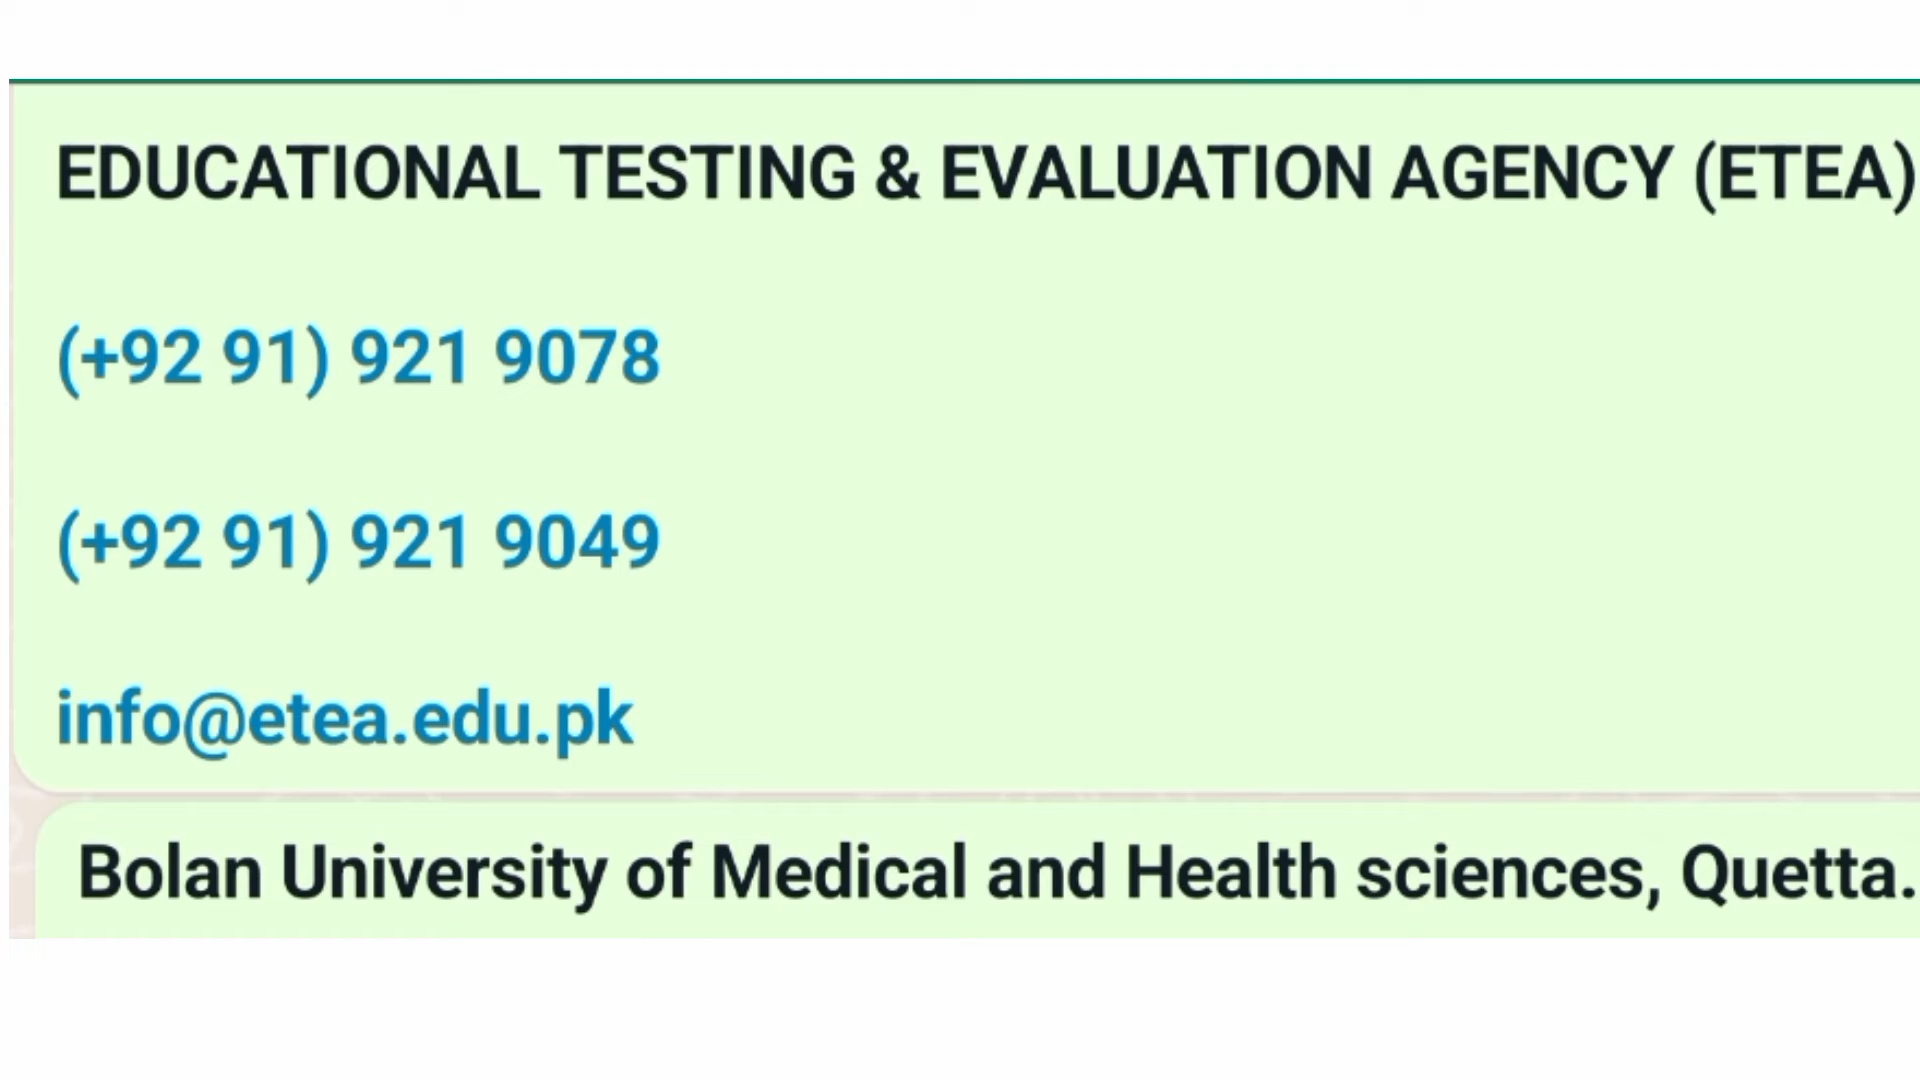 EDUCATIONAL TESTING & EVALUATION AGENCY (ETEA)
(+92 91) 921 9078
(+92 91) 921 9049
info@etea.edu.pk
Bolan University of Medical and Health sciences, Quetta.